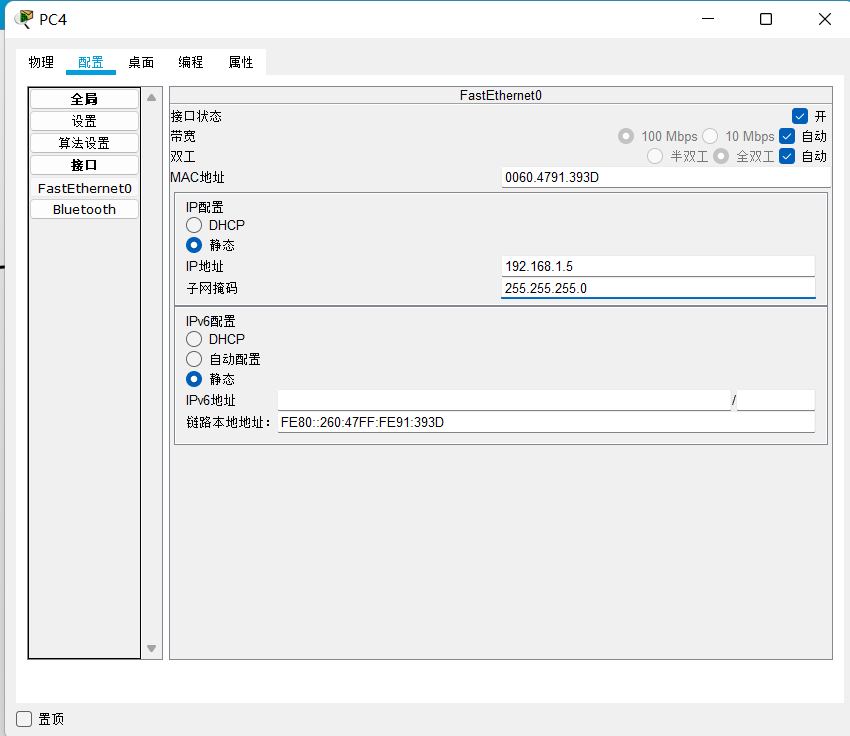 PC4
物理 配置 桌面 编程 属性
全局
设置
算法设置
接口
FastEthernet0
Bluetooth
FastEthernet0
接口状态 开
带宽 100 Mbps 10 Mbps 自动
双工 半双工 全双工 自动
MAC地址 0060.4791.393D
IP配置
DHCP
静态
IP地址 192.168.1.5
子网掩码 255.255.255.0
IPv6配置
DHCP
自动配置
静态
IPv6地址 /
链路本地地址: FE80::260:47FF:FE91:393D
置顶